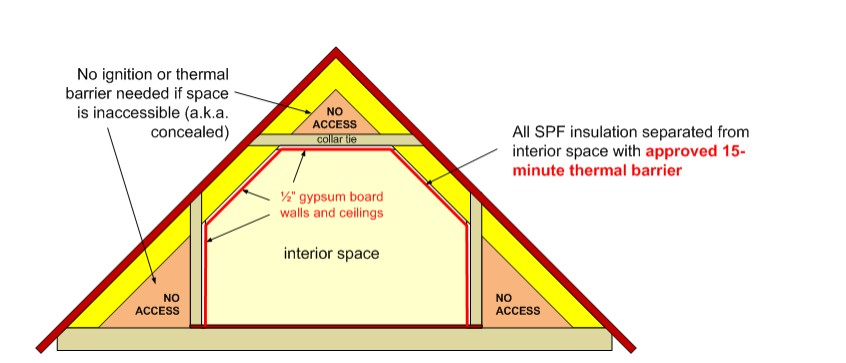 No ignition or thermal
barrier needed if space
is inaccessible (a.k.a.
concealed)
NO
ACCESS
collar tie
All SPF insulation separated from
interior space with approved 15-
minute thermal barrier
½" gypsum board
walls and ceilings
interior space
NO
ACCESS
NO
ACCESS